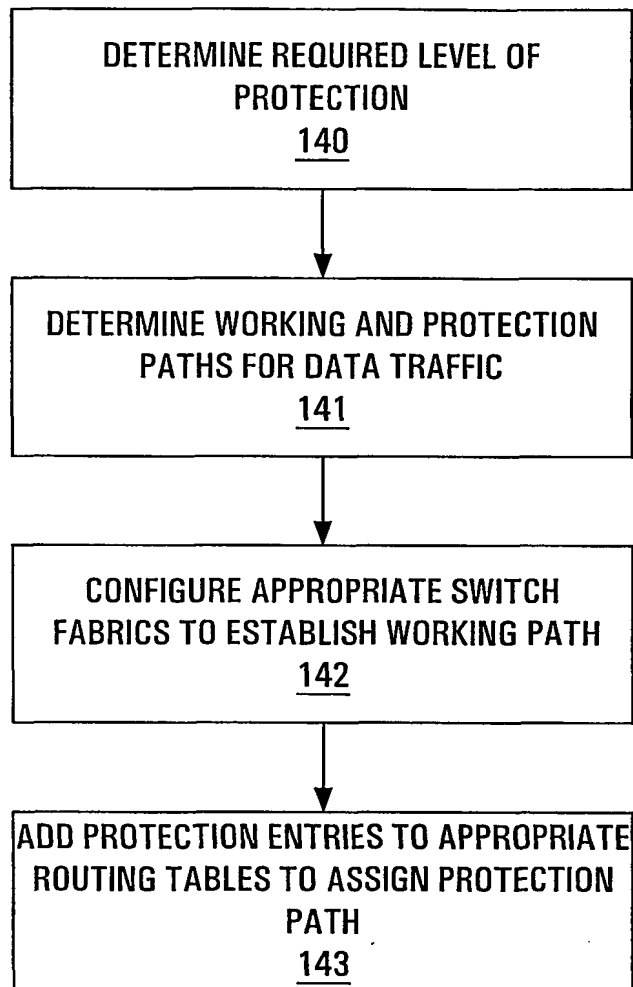 DETERMINE REQUIRED LEVEL OF
PROTECTION
140
DETERMINE WORKING AND PROTECTION
PATHS FOR DATA TRAFFIC
141
CONFIGURE APPROPRIATE SWITCH
FABRICS TO ESTABLISH WORKING PATH
142
ADD PROTECTION ENTRIES TO APPROPRIATE
ROUTING TABLES TO ASSIGN PROTECTION
PATH
143